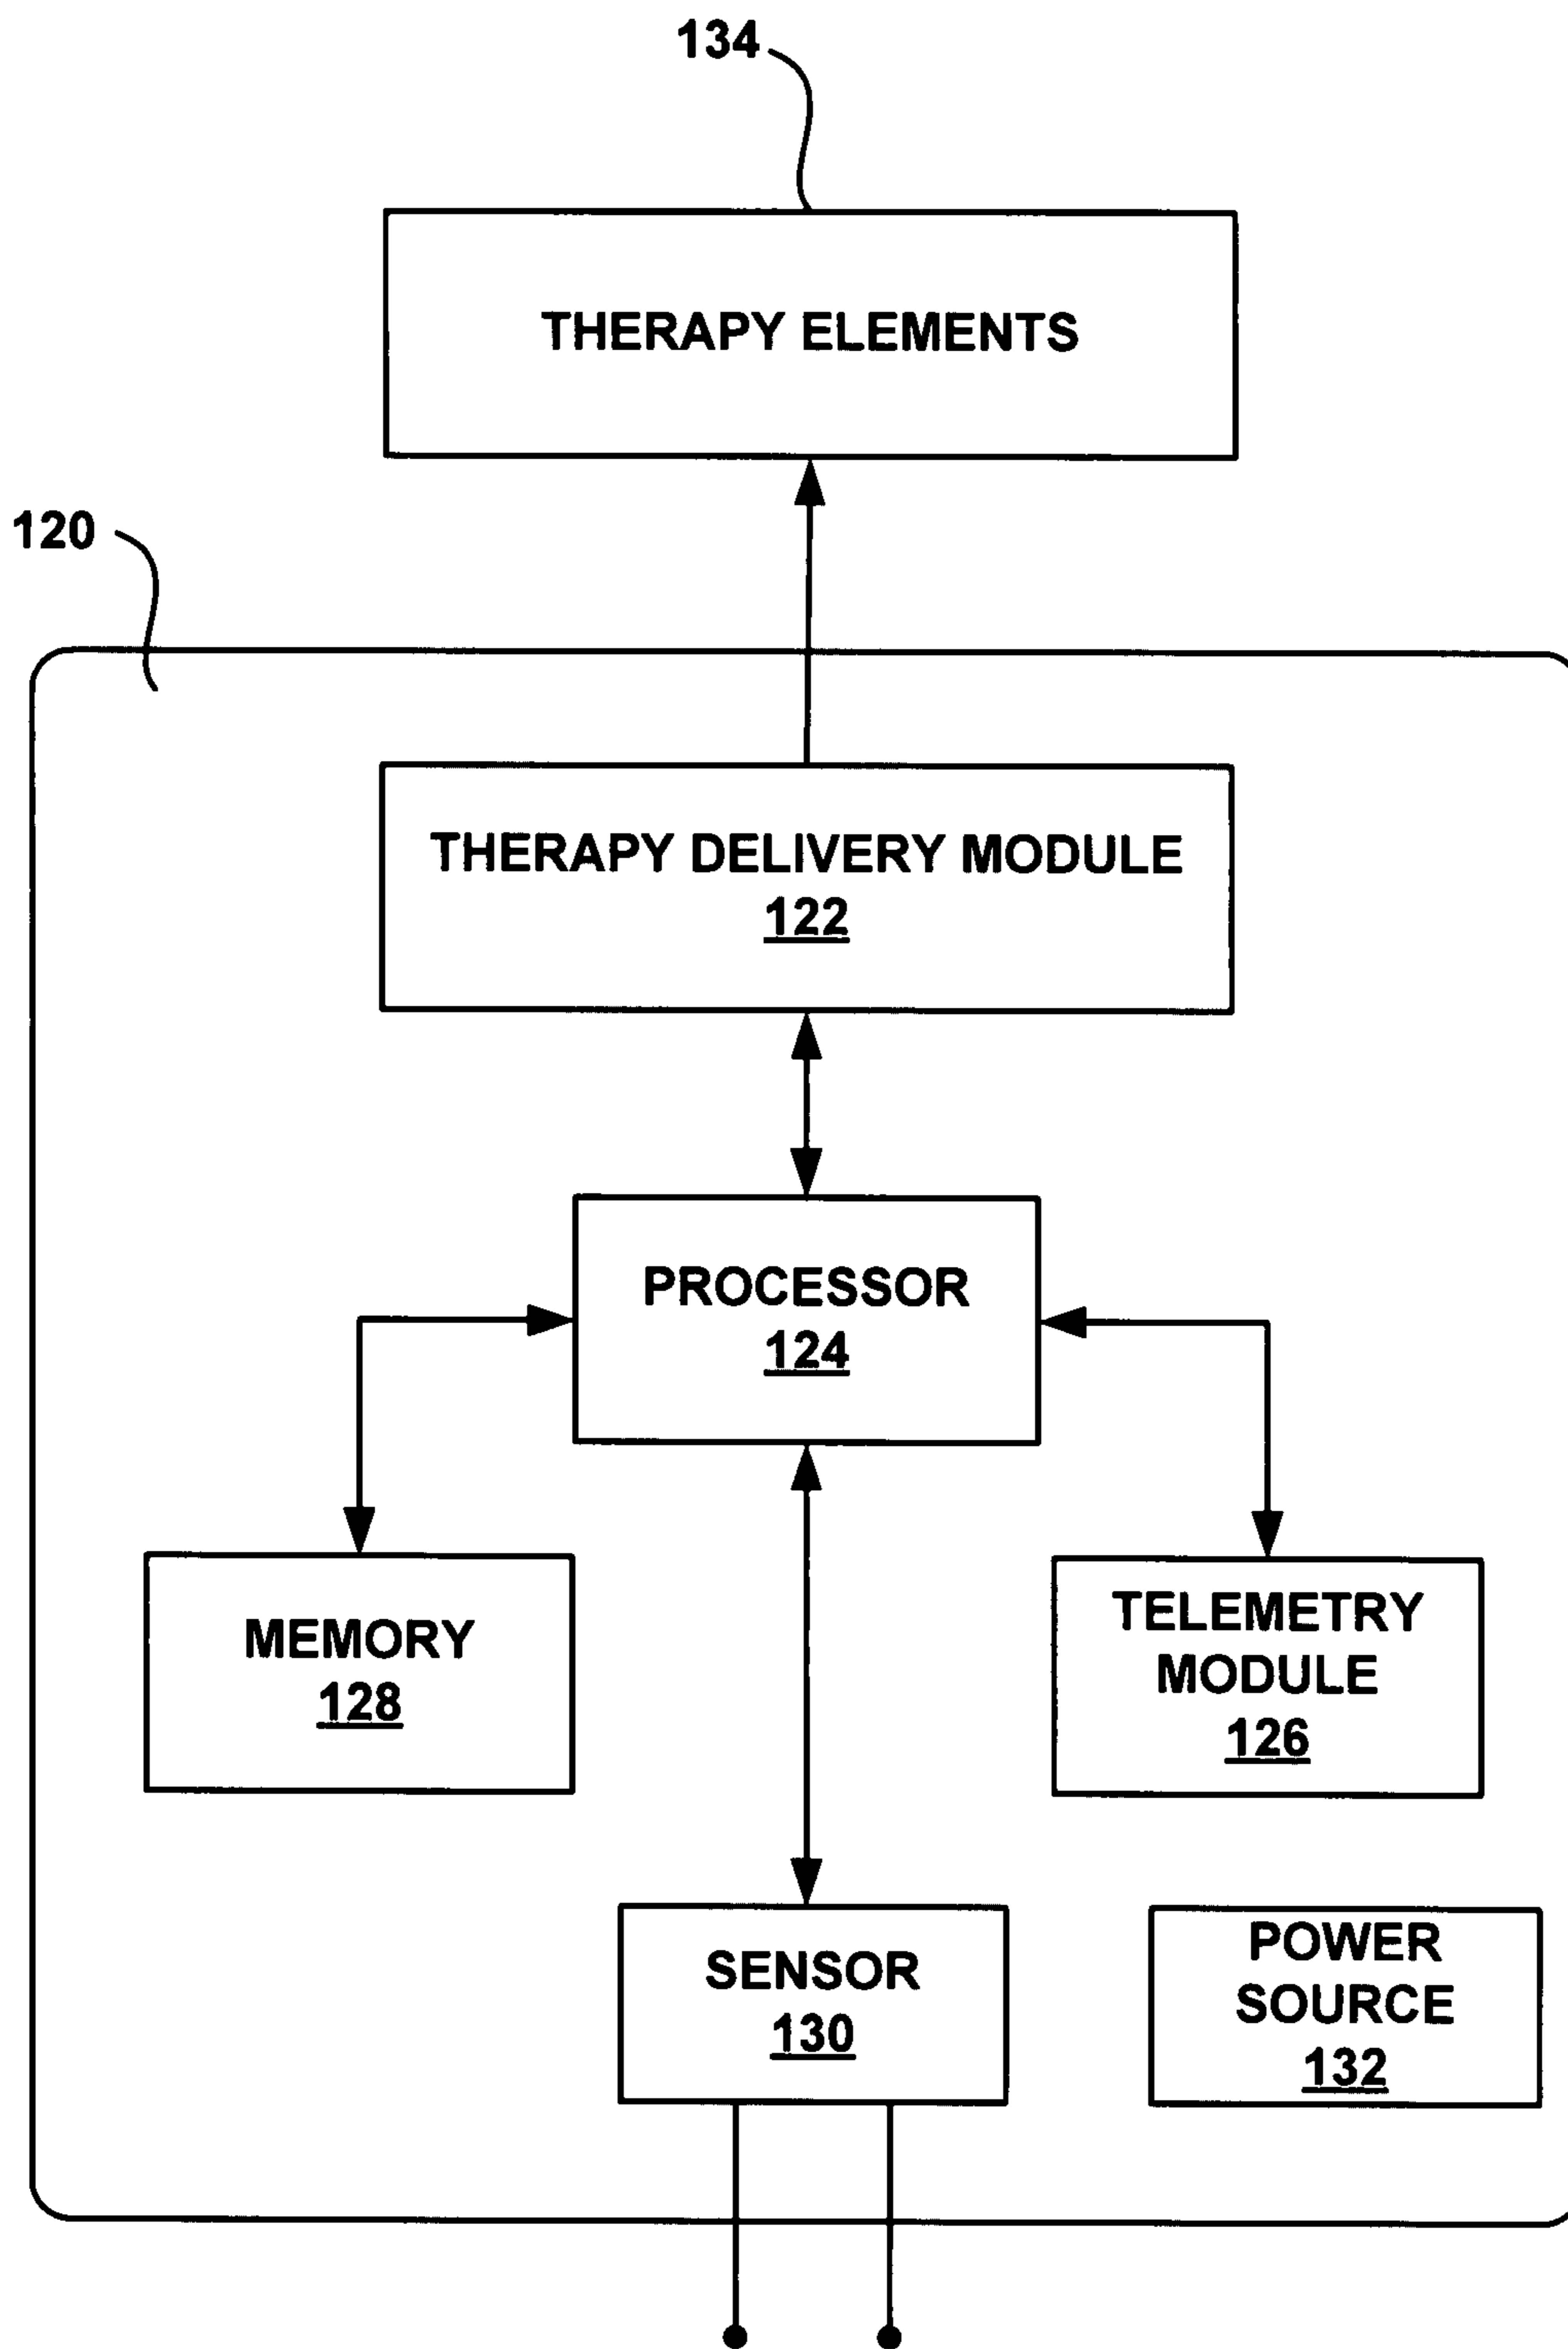 134
THERAPY ELEMENTS
120
THERAPY DELIVERY MODULE
122
PROCESSOR
124
MEMORY
128
TELEMETRY
MODULE
126
SENSOR
130
POWER
SOURCE
132